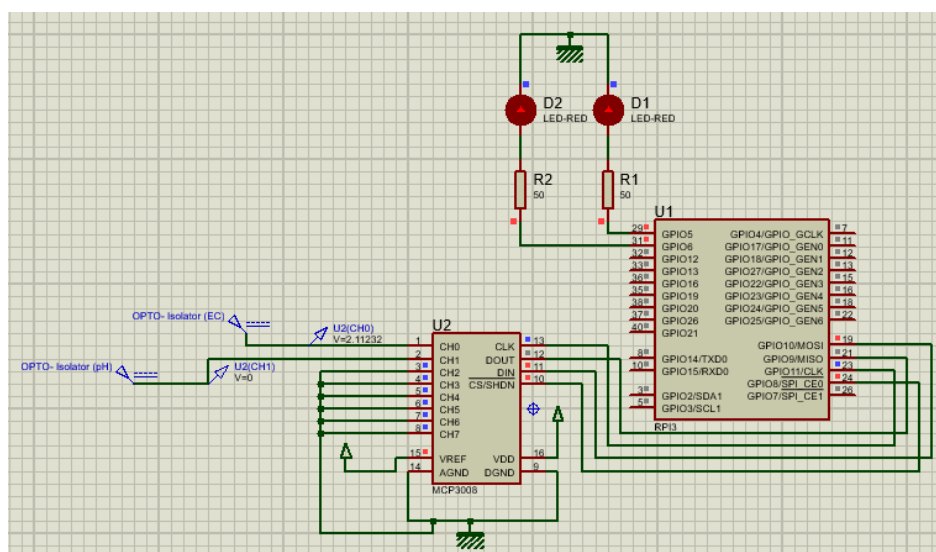 D2
LED-RED
D1
LED-RED
R2
50
R1
50
U1
29 GPIO5 GPIO4/GPIO_GCLK 7
31 GPIO6 GPIO17/GPIO_GEN0 11
32 GPIO12 GPIO18/GPIO_GEN1 12
33 GPIO13 GPIO27/GPIO_GEN2 13
36 GPIO16 GPIO22/GPIO_GEN3 15
35 GPIO19 GPIO23/GPIO_GEN4 16
38 GPIO20 GPIO24/GPIO_GEN5 18
37 GPIO26 GPIO25/GPIO_GEN6 22
40 GPIO21
GPIO10/MOSI 19
8 GPIO14/TXD0 GPIO9/MISO 21
10 GPIO15/RXD0 GPIO11/CLK 23
GPIO8/SPI_CE0 24
3 GPIO2/SDA1 GPIO7/SPI_CE1 26
5 GPIO3/SCL1
RPI3
OPTO- Isolator (EC)
U2(CH0)
V=2.11232
OPTO- Isolator (pH)
U2(CH1)
V=0
U2
1 CH0 CLK 13
2 CH1 DOUT 12
3 CH2 DIN 11
4 CH3 CS/SHDN 10
5 CH4
6 CH5
7 CH6
8 CH7
15 VREF VDD 16
14 AGND DGND 9
MCP3008